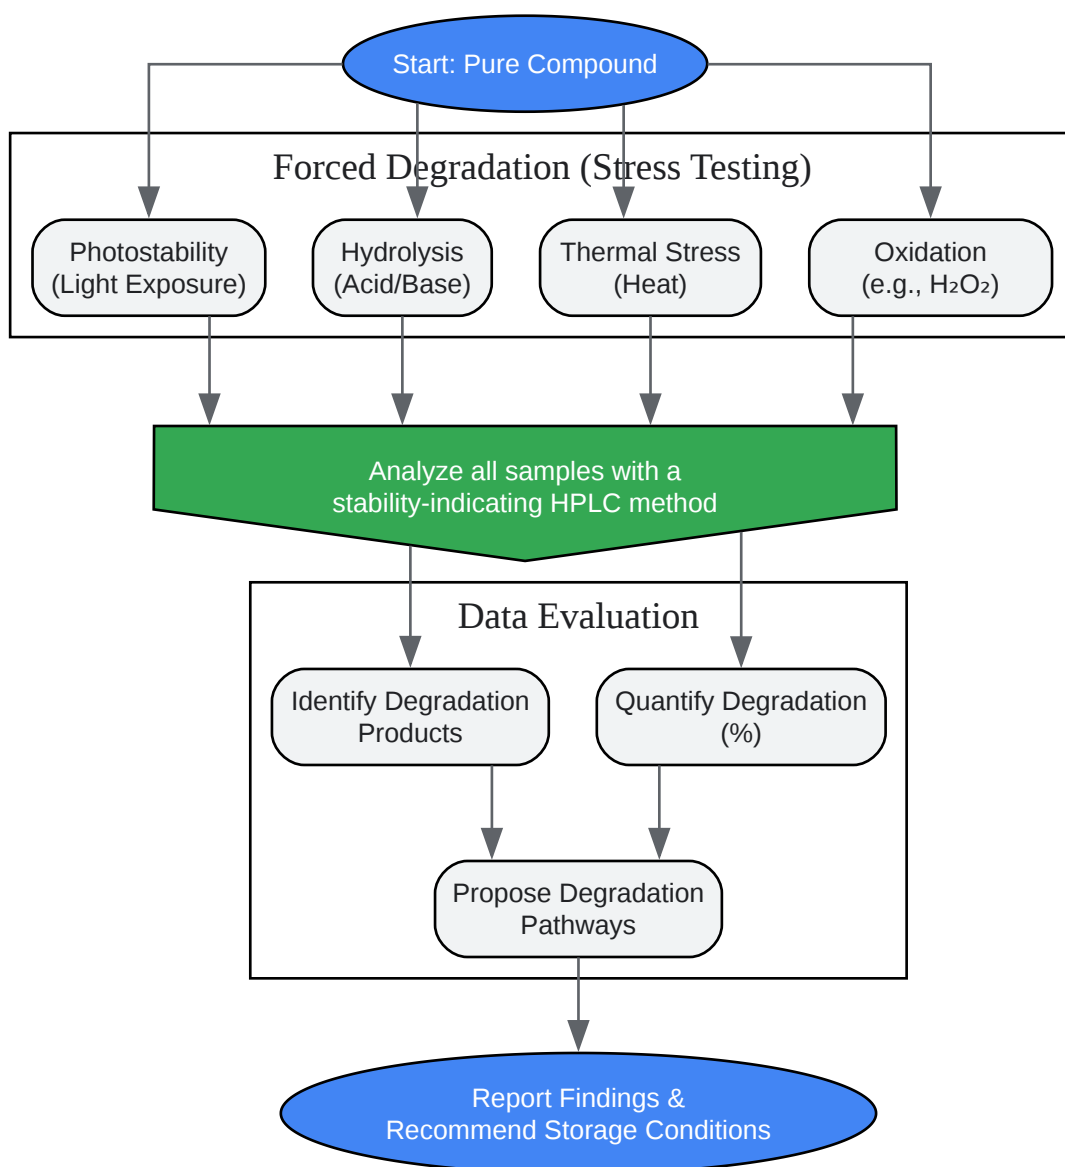 Start: Pure Compound
Forced Degradation (Stress Testing)
Photostability
(Light Exposure)
Hydrolysis
(Acid/Base)
Thermal Stress
(Heat)
Oxidation
(e.g., H₂O₂)
Analyze all samples with a
stability-indicating HPLC method
Data Evaluation
Identify Degradation
Products
Quantify Degradation
(%)
Propose Degradation
Pathways
Report Findings &
Recommend Storage Conditions